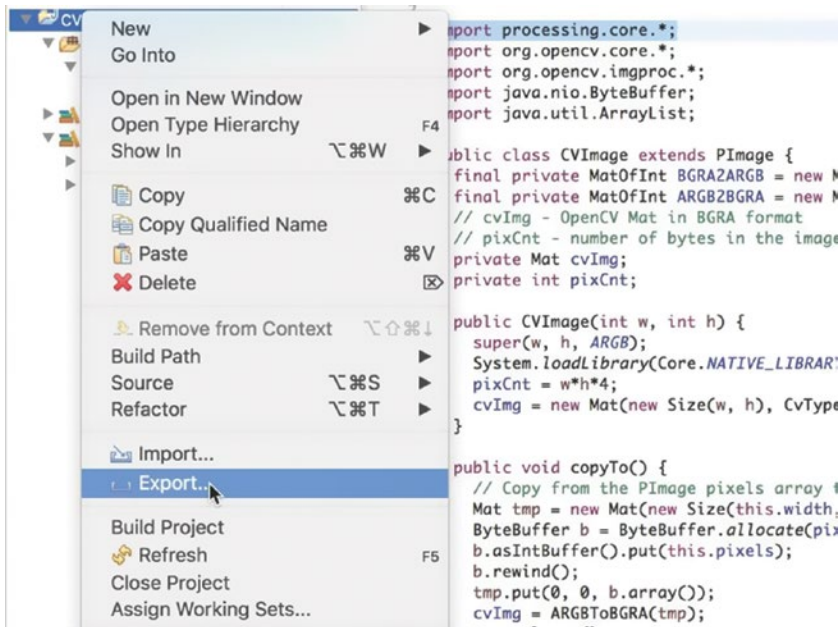 CV
New
Go Into
Open in New Window
Open Type Hierarchy F4
Show In ⌥⌘W
Copy ⌘C
Copy Qualified Name
Paste ⌘V
Delete ⌦
Remove from Context ⌥⇧⌘↓
Build Path
Source ⌥⌘S
Refactor ⌥⌘T
Import...
Export...
Build Project
Refresh F5
Close Project
Assign Working Sets...
mport processing.core.*;
mport org.opencv.core.*;
mport org.opencv.imgproc.*;
mport java.nio.ByteBuffer;
mport java.util.ArrayList;
ublic class CVImage extends PImage {
final private MatOfInt BGRA2ARGB = new M
final private MatOfInt ARGB2BGRA = new M
// cvImg - OpenCV Mat in BGRA format
// pixCnt - number of bytes in the image
private Mat cvImg;
private int pixCnt;
public CVImage(int w, int h) {
super(w, h, ARGB);
System.loadLibrary(Core.NATIVE_LIBRARY
pixCnt = w*h*4;
cvImg = new Mat(new Size(w, h), CvType
}
public void copyTo() {
// Copy from the PImage pixels array t
Mat tmp = new Mat(new Size(this.width,
ByteBuffer b = ByteBuffer.allocate(pix
b.asIntBuffer().put(this.pixels);
b.rewind();
tmp.put(0, 0, b.array());
cvImg = ARGBToBGRA(tmp);